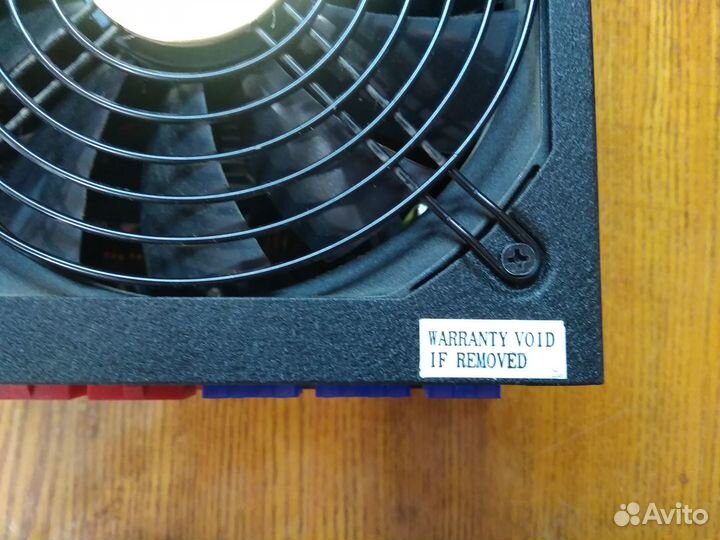 WARRANTY VOID
IF REMOVED
Avito